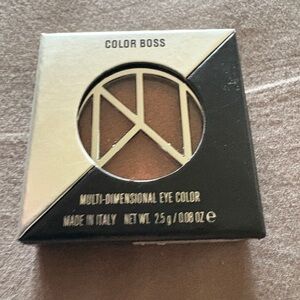 COLOR BOSS
MULTI-DIMENSIONAL EYE COLOR
MADE IN ITALY NET WT. 2.5 g / 0.08 OZ ℮